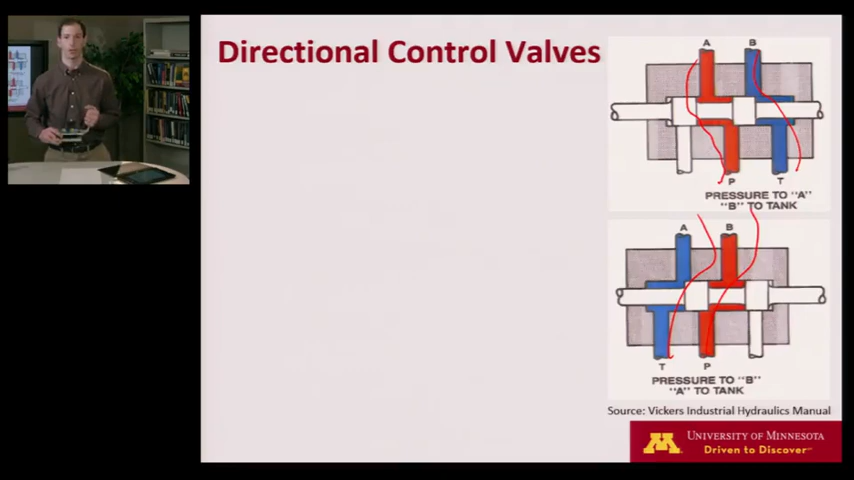 Directional Control Valves
A B
P T
PRESSURE TO "A"
"B" TO TANK
A B
T P
PRESSURE TO "B"
"A" TO TANK
Source: Vickers Industrial Hydraulics Manual
M UNIVERSITY OF MINNESOTA
Driven to Discover